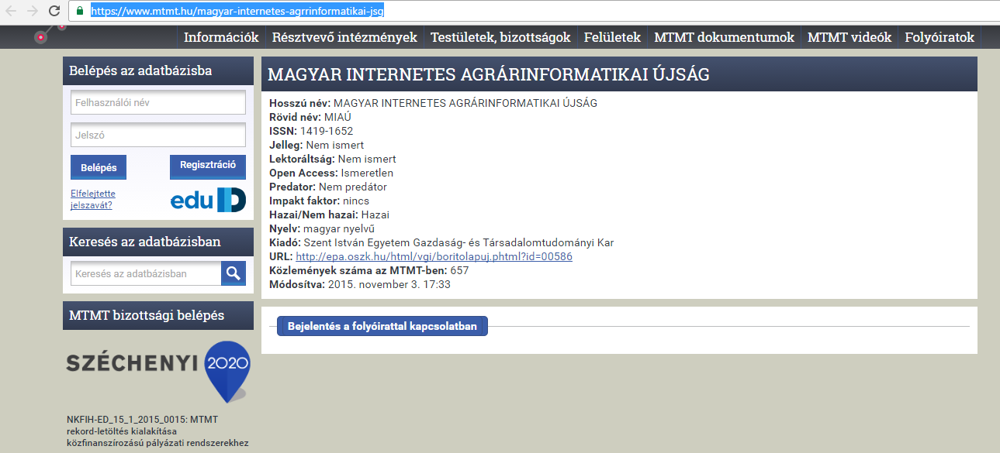 https://www.mtmt.hu/magyar-internetes-agrrinformatikai-jsg
Információk Résztvevő intézmények Testületek, bizottságok Felületek MTMT dokumentumok MTMT videók Folyóiratok
Belépés az adatbázisba
Felhasználói név
Jelszó
Belépés Regisztráció
Elfelejtette
jelszavát?
eduID
Keresés az adatbázisban
Keresés az adatbázisban
MTMT bizottsági belépés
SZÉCHENYI 2020
NKFIH-ED_15_1_2015_0015: MTMT
rekord-letöltés kialakítása
közfinanszírozású pályázati rendszerekhez
MAGYAR INTERNETES AGRÁRINFORMATIKAI ÚJSÁG
Hosszú név: MAGYAR INTERNETES AGRÁRINFORMATIKAI ÚJSÁG
Rövid név: MIAÚ
ISSN: 1419-1652
Jelleg: Nem ismert
Lektoráltság: Nem ismert
Open Access: Ismeretlen
Predator: Nem predátor
Impakt faktor: nincs
Hazai/Nem hazai: Hazai
Nyelv: magyar nyelvű
Kiadó: Szent István Egyetem Gazdaság- és Társadalomtudományi Kar
URL: http://epa.oszk.hu/html/vgi/boritolapuj.phtml?id=00586
Közlemények száma az MTMT-ben: 657
Módosítva: 2015. november 3. 17:33
Bejelentés a folyóirattal kapcsolatban